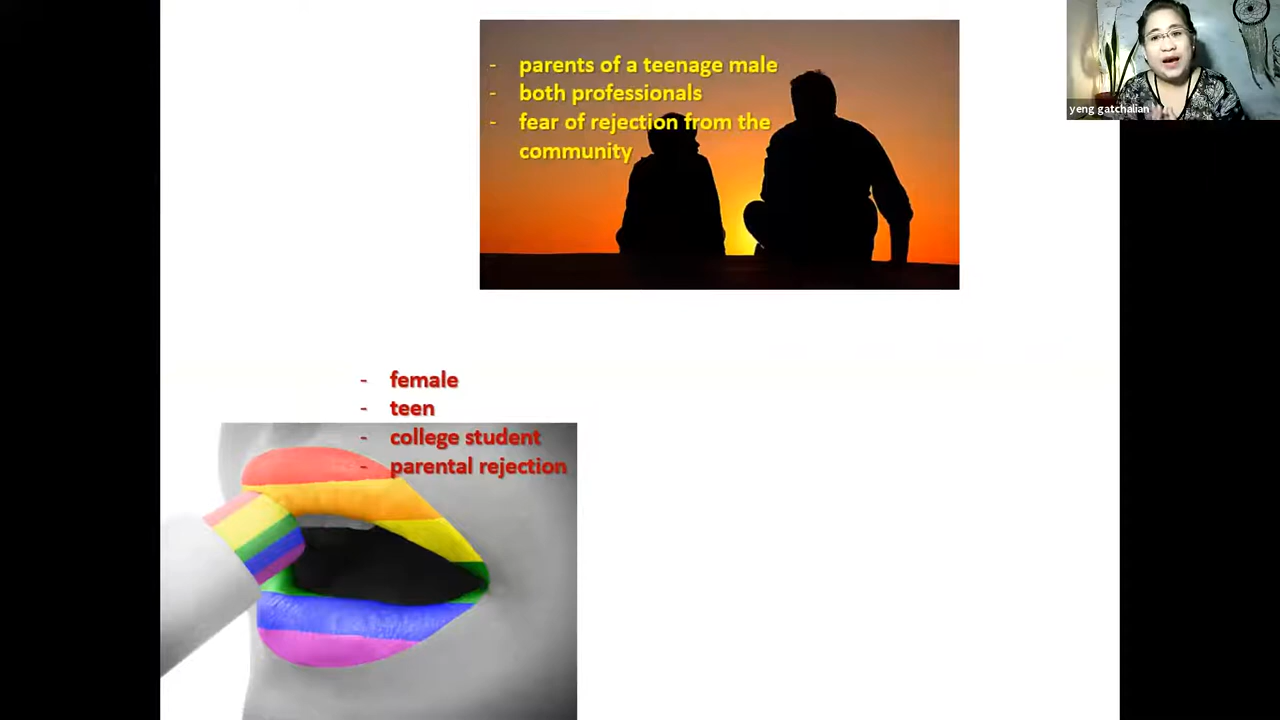 - parents of a teenage male
- both professionals
- fear of rejection from the
community
yeng gatchalian
- female
- teen
- college student
- parental rejection